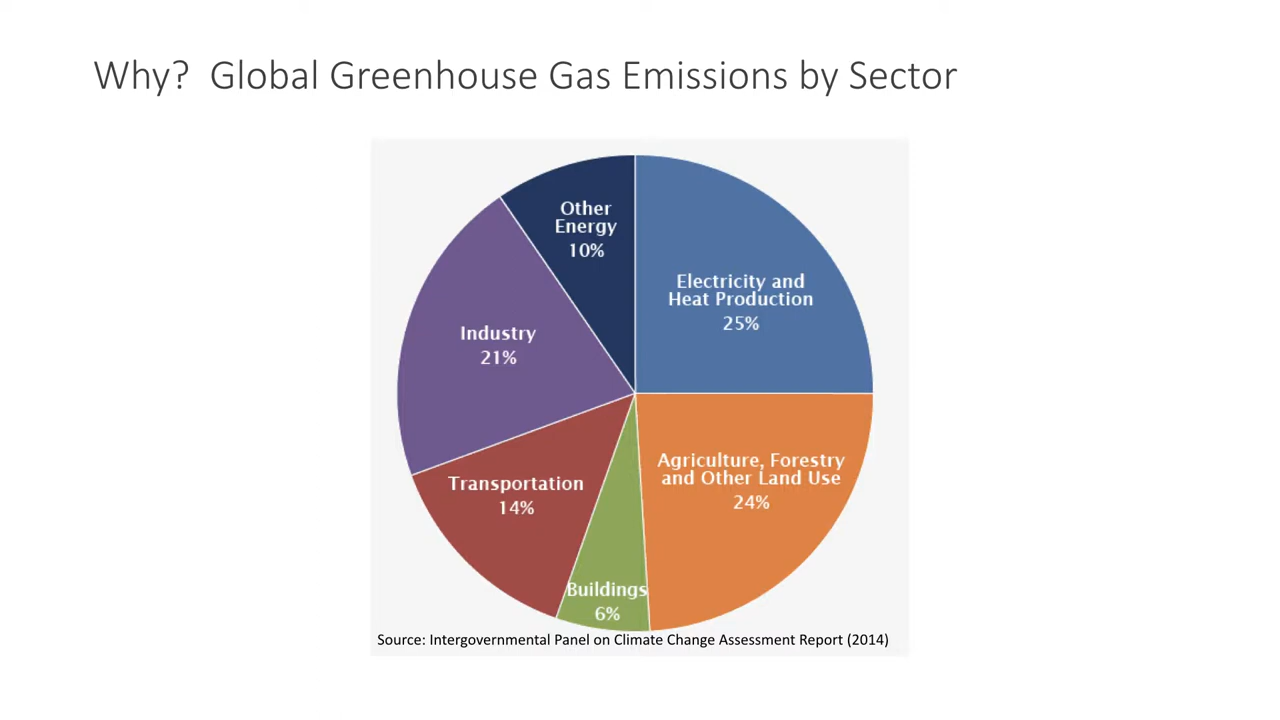 Why?  Global Greenhouse Gas Emissions by Sector
Other
Energy
10%
Electricity and
Heat Production
25%
Industry
21%
Agriculture, Forestry
and Other Land Use
24%
Transportation
14%
Buildings
6%
Source: Intergovernmental Panel on Climate Change Assessment Report (2014)